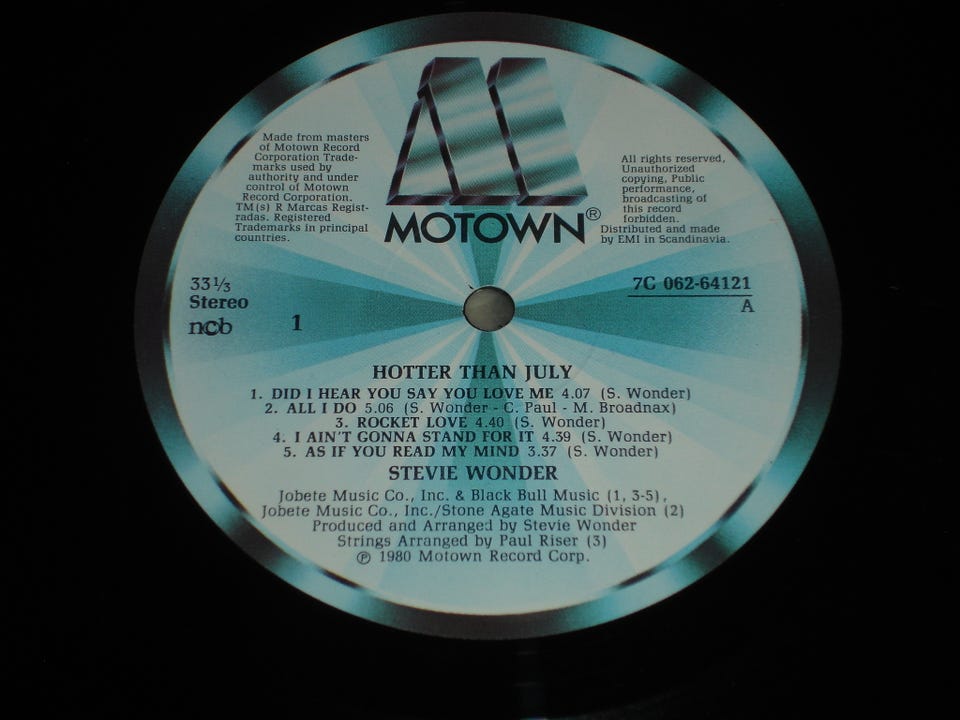 Made from masters
of Motown Record
Corporation Trade-
marks used by
authority and under
control of Motown
Record Corporation.
TM(s) R Marcas Regist-
radas. Registered
Trademarks in principal
countries.
MOTOWN®
All rights reserved,
Unauthorized
copying, Public
performance,
broadcasting of
this record
forbidden.
Distributed and made
by EMI in Scandinavia.
33⅓
Stereo
ncb
1
7C 062-64121
A
HOTTER THAN JULY
1. DID I HEAR YOU SAY YOU LOVE ME 4.07 (S. Wonder)
2. ALL I DO 5.06 (S. Wonder - C. Paul - M. Broadnax)
3. ROCKET LOVE 4.40 (S. Wonder)
4. I AIN'T GONNA STAND FOR IT 4.39 (S. Wonder)
5. AS IF YOU READ MY MIND 3.37 (S. Wonder)
STEVIE WONDER
Jobete Music Co., Inc. & Black Bull Music (1, 3-5),
Jobete Music Co., Inc./Stone Agate Music Division (2)
Produced and Arranged by Stevie Wonder
Strings Arranged by Paul Riser (3)
℗ 1980 Motown Record Corp.